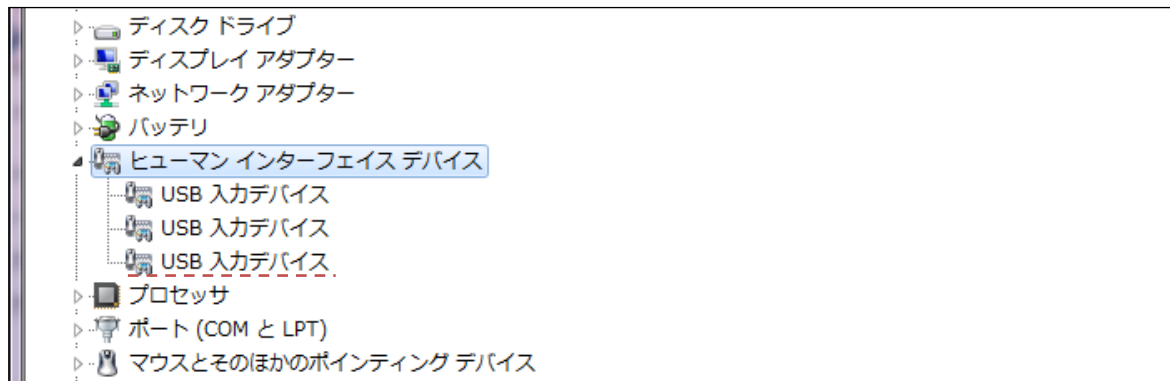 ディスク ドライブ
ディスプレイ アダプター
ネットワーク アダプター
バッテリ
ヒューマン インターフェイス デバイス
USB 入力デバイス
USB 入力デバイス
USB 入力デバイス
プロセッサ
ポート (COM と LPT)
マウスとそのほかのポインティング デバイス